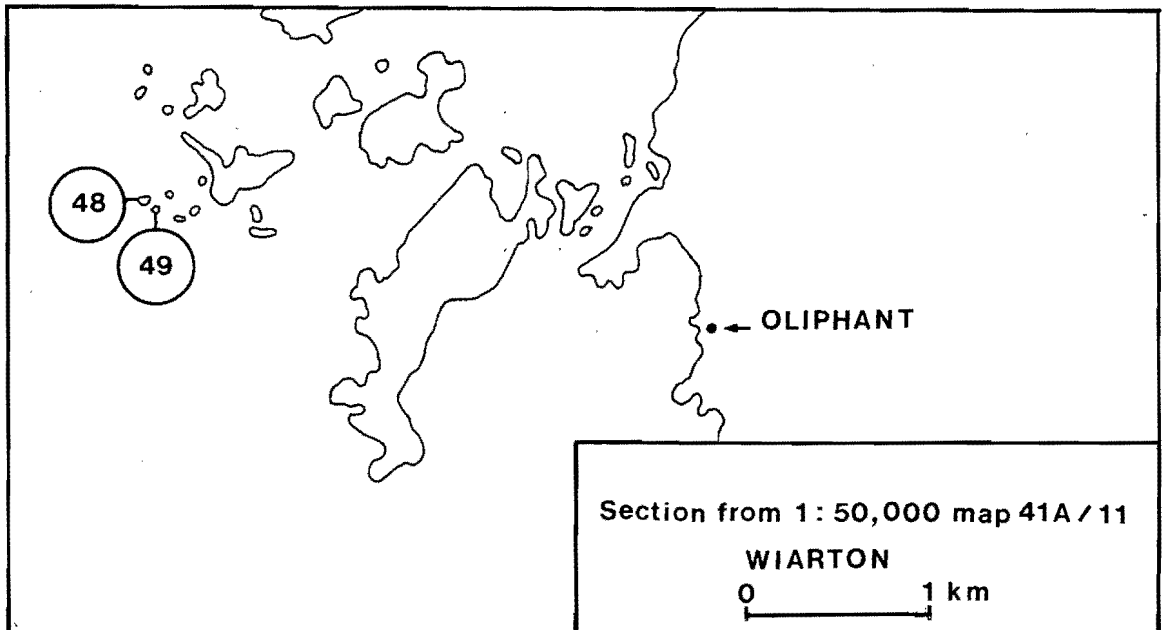 48
49
OLIPHANT
Section from 1:50,000 map 41A/11
WIARTON
0 1 km